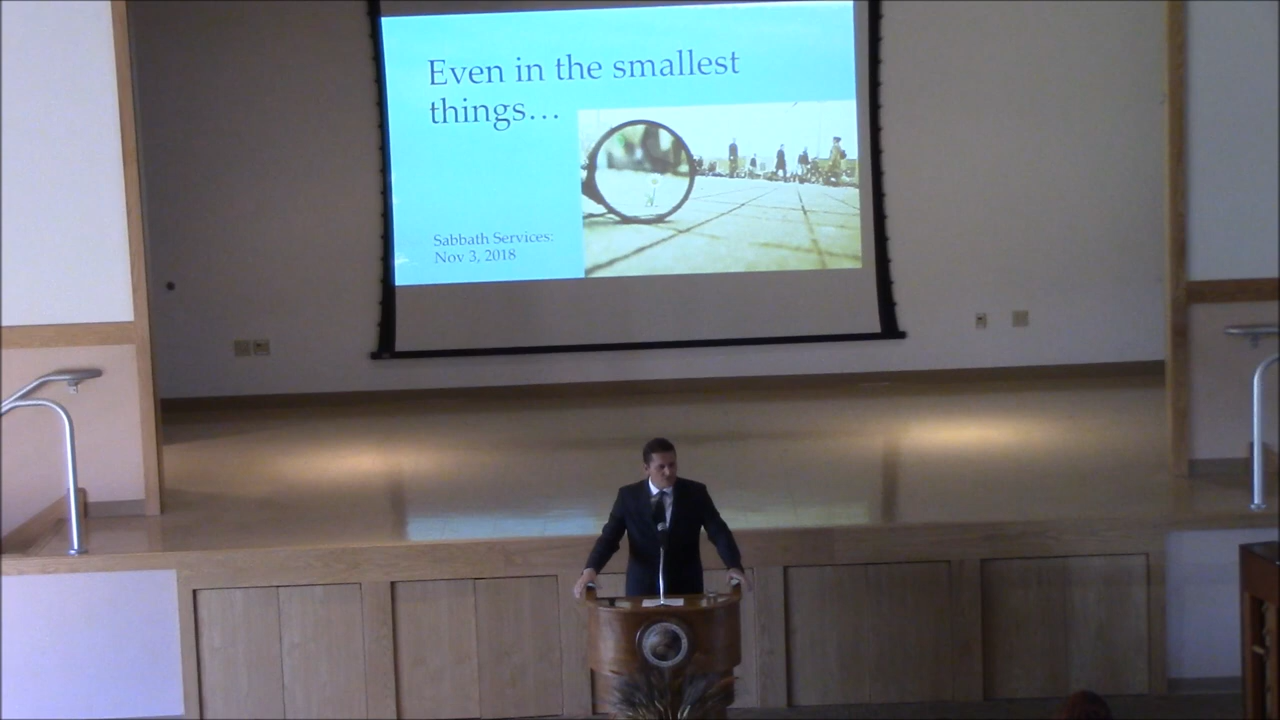 Even in the smallest
things…
Sabbath Services:
Nov 3, 2018